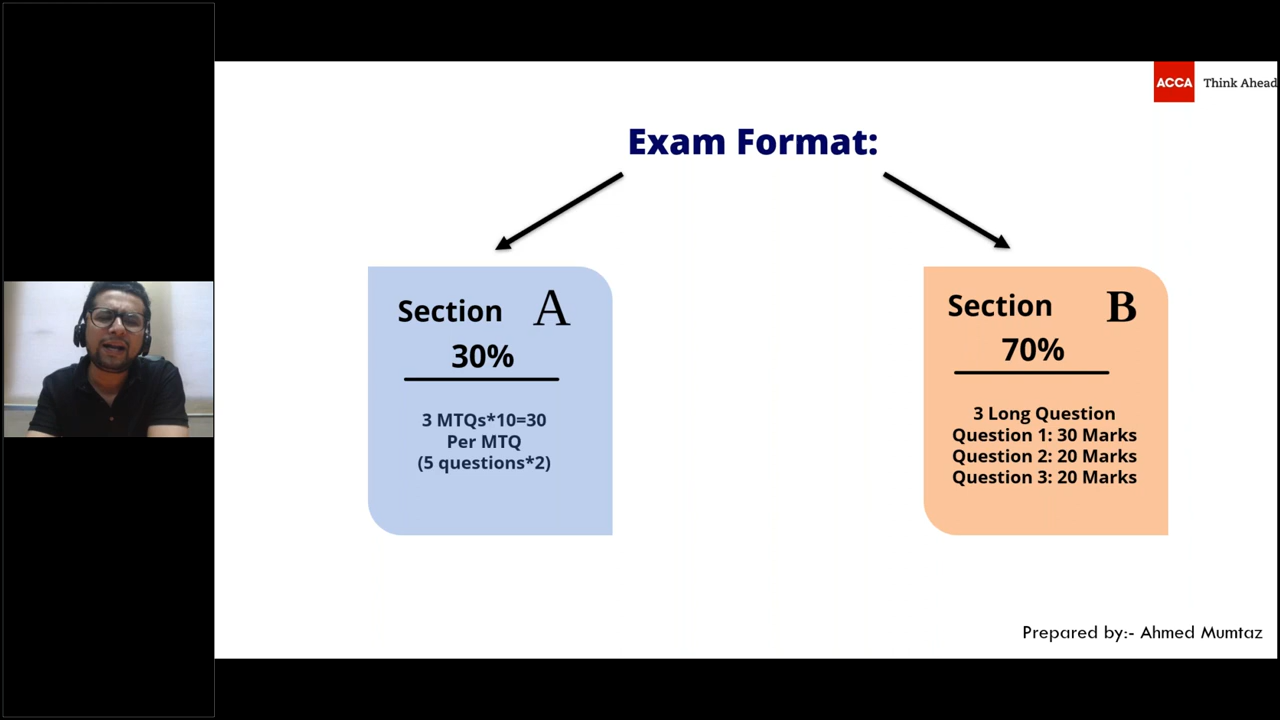 ACCA Think Ahead
Exam Format:
Section A
30%
3 MTQs*10=30
Per MTQ
(5 questions*2)
Section B
70%
3 Long Question
Question 1: 30 Marks
Question 2: 20 Marks
Question 3: 20 Marks
Prepared by:- Ahmed Mumtaz